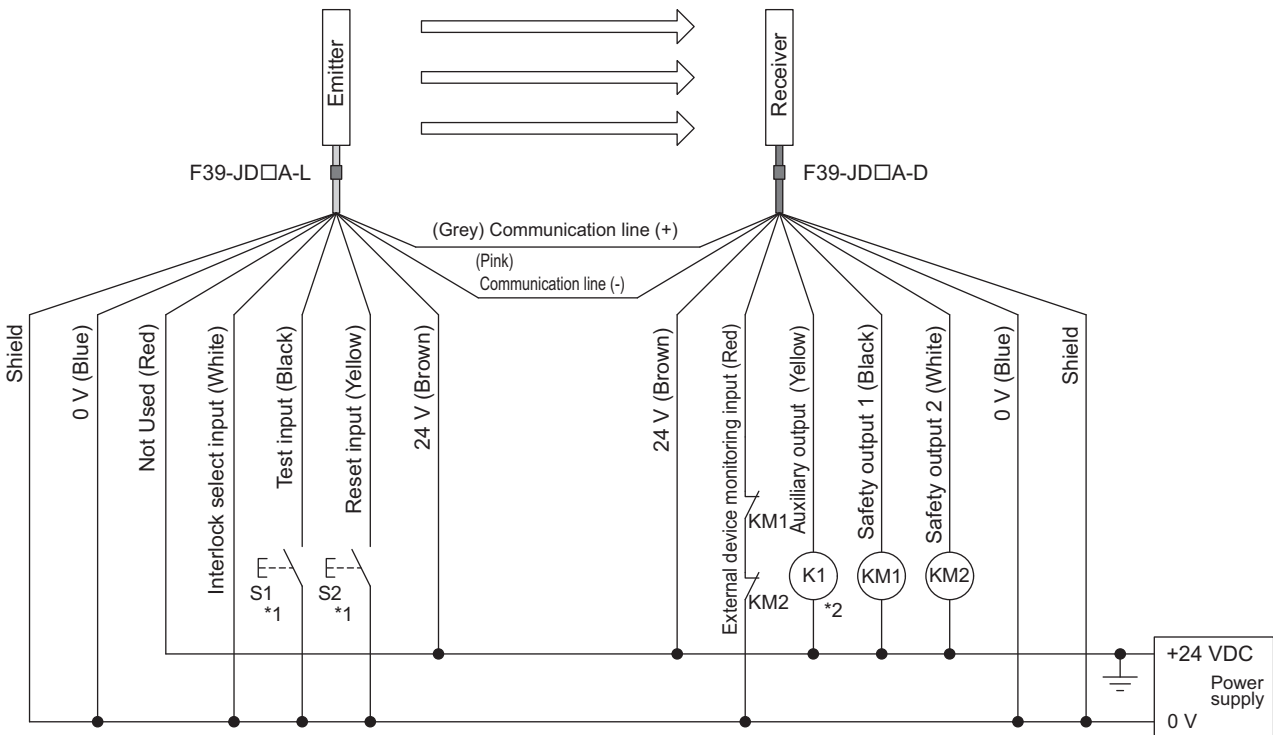 Emitter
Receiver
F39-JD□A-L
F39-JD□A-D
(Grey) Communication line (+)
(Pink)
Communication line (-)
Shield
0 V (Blue)
Not Used (Red)
Interlock select input (White)
Test input (Black)
Reset input (Yellow)
24 V (Brown)
24 V (Brown)
External device monitoring input (Red)
Auxiliary output (Yellow)
Safety output 1 (Black)
Safety output 2 (White)
0 V (Blue)
Shield
S1
*1
S2
*1
KM1
KM2
K1
*2
KM1
KM2
+24 VDC
Power
supply
0 V